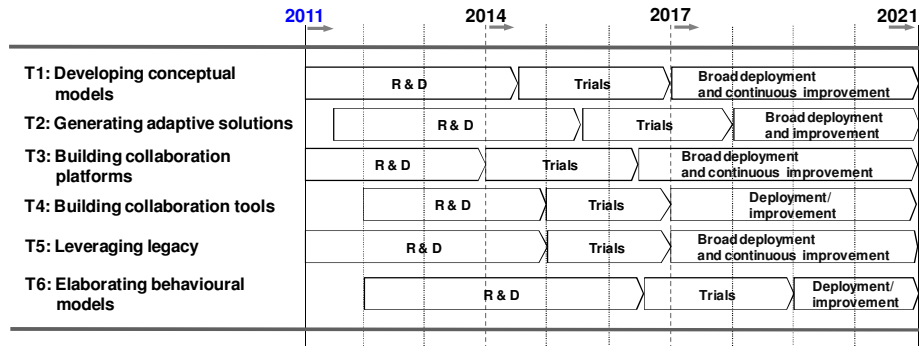 2011 2014 2017 2021
T1: Developing conceptual
models
R & D
Trials
Broad deployment
and continuous improvement
T2: Generating adaptive solutions
R & D
Trials
Broad deployment
and improvement
T3: Building collaboration
platforms
R & D
Trials
Broad deployment
and continuous improvement
T4: Building collaboration tools
R & D
Trials
Deployment/
improvement
T5: Leveraging legacy
R & D
Trials
Broad deployment
and continuous improvement
T6: Elaborating behavioural
models
R & D
Trials
Deployment/
improvement